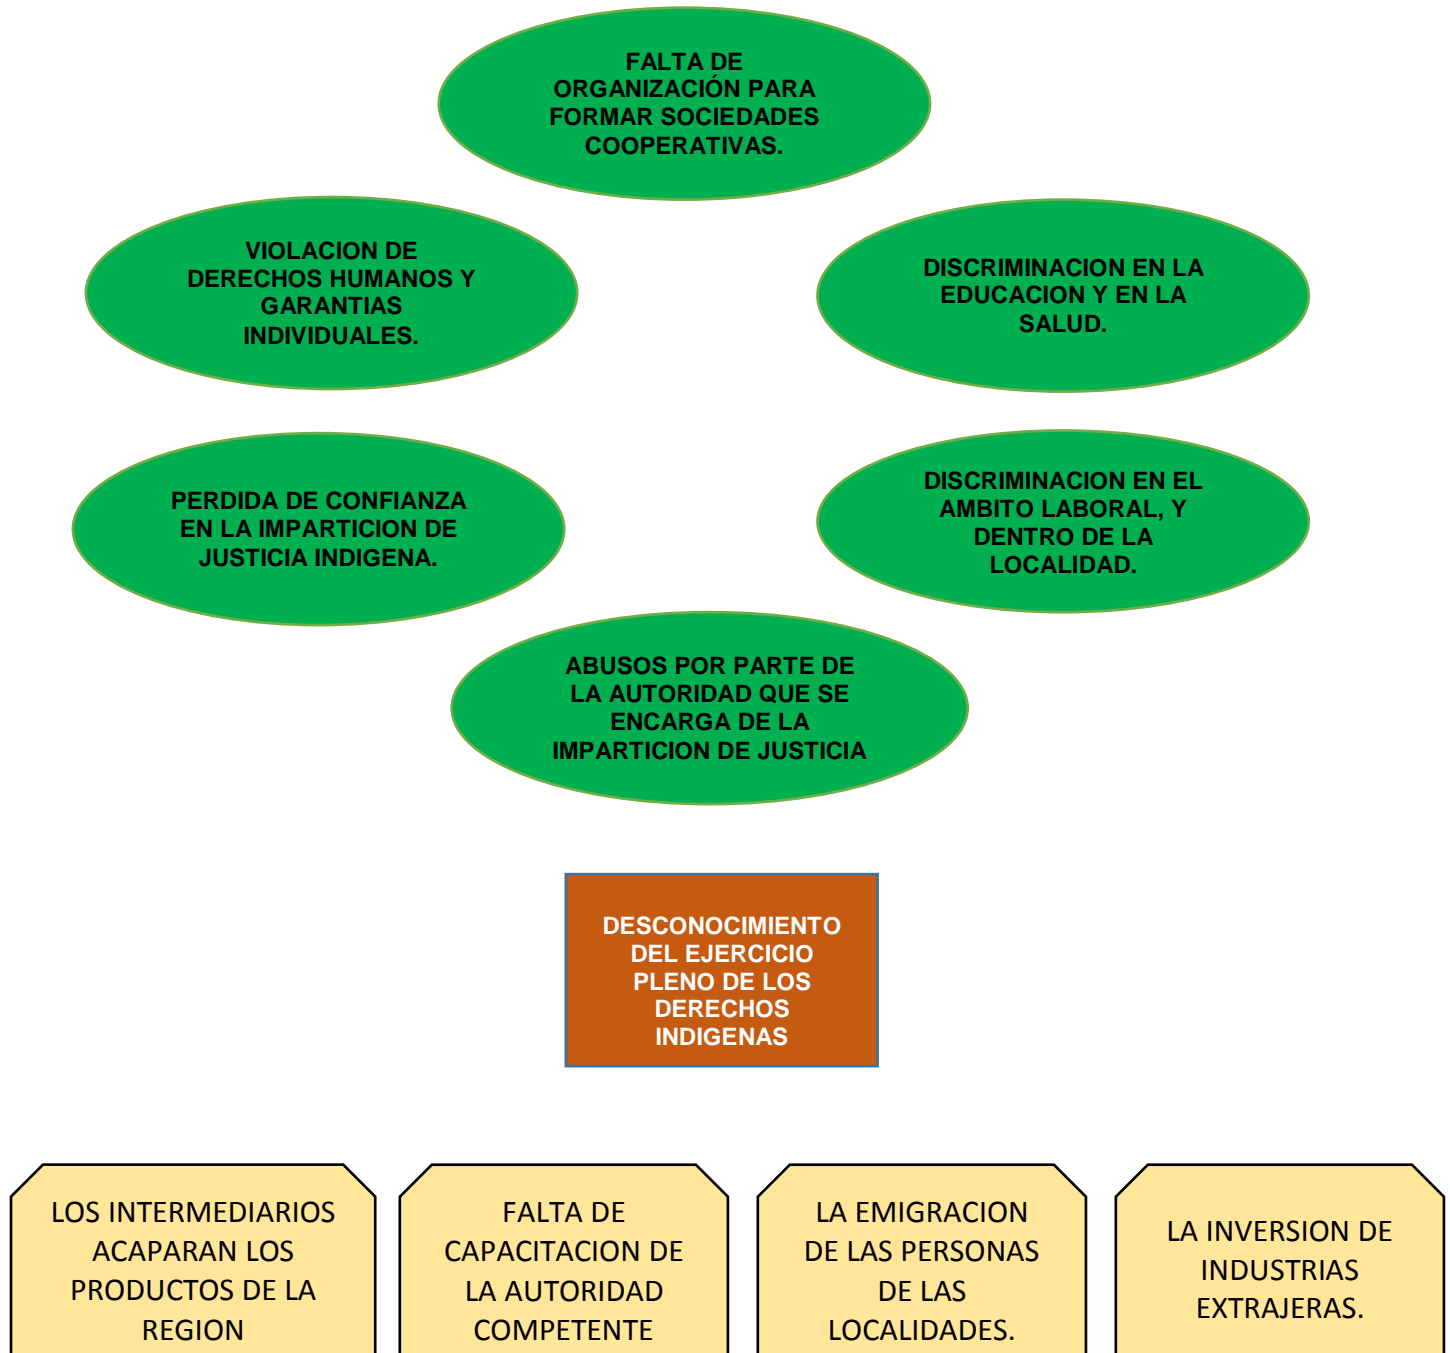 FALTA DE
ORGANIZACIÓN PARA
FORMAR SOCIEDADES
COOPERATIVAS.
VIOLACION DE
DERECHOS HUMANOS Y
GARANTIAS
INDIVIDUALES.
DISCRIMINACION EN LA
EDUCACION Y EN LA
SALUD.
PERDIDA DE CONFIANZA
EN LA IMPARTICION DE
JUSTICIA INDIGENA.
DISCRIMINACION EN EL
AMBITO LABORAL, Y
DENTRO DE LA
LOCALIDAD.
ABUSOS POR PARTE DE
LA AUTORIDAD QUE SE
ENCARGA DE LA
IMPARTICION DE JUSTICIA
DESCONOCIMIENTO
DEL EJERCICIO
PLENO DE LOS
DERECHOS
INDIGENAS
LOS INTERMEDIARIOS
ACAPARAN LOS
PRODUCTOS DE LA
REGION
FALTA DE
CAPACITACION DE
LA AUTORIDAD
COMPETENTE
LA EMIGRACION
DE LAS PERSONAS
DE LAS
LOCALIDADES.
LA INVERSION DE
INDUSTRIAS
EXTRAJERAS.